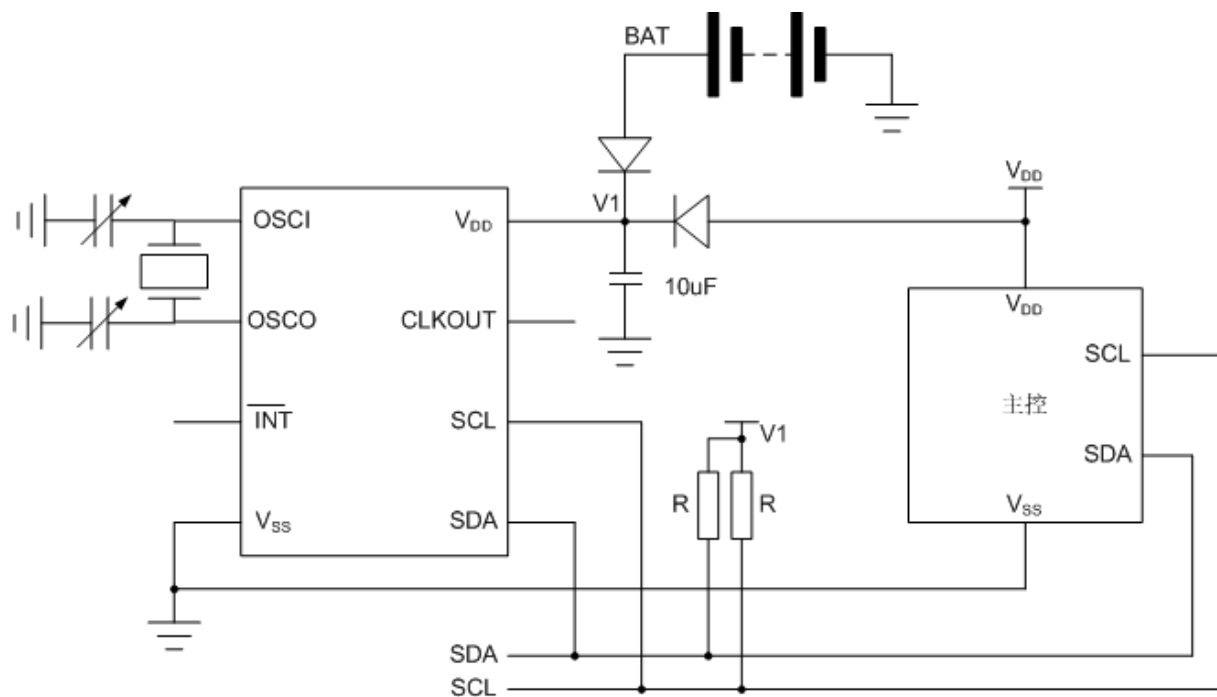 BAT
V1
VDD
OSCI
VDD
10uF
VDD
OSCO
CLKOUT
SCL
主控
INT
SCL
V1
SDA
R
R
VSS
VSS
SDA
SDA
SCL